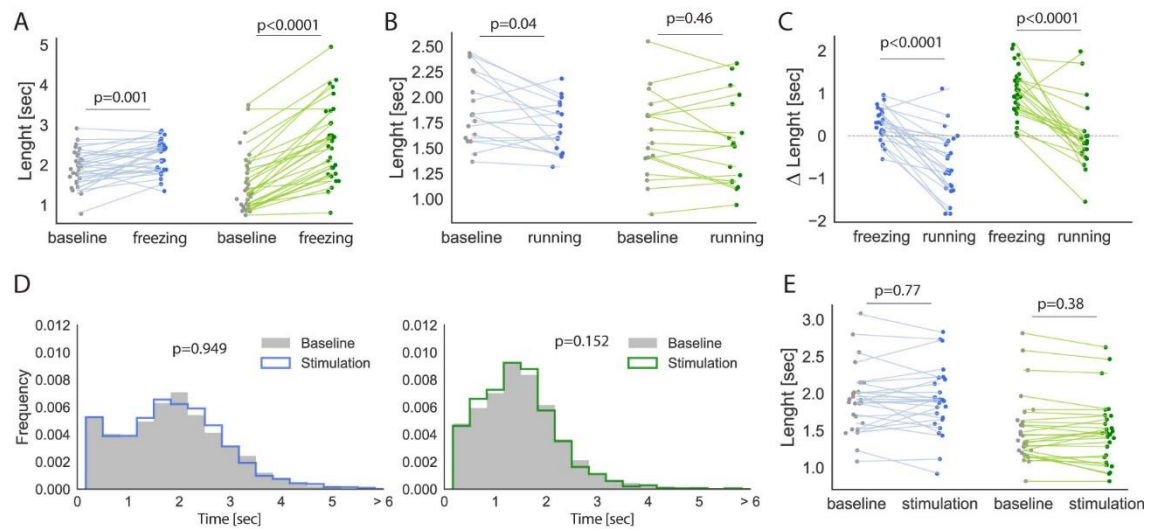 A
p<0.0001
p=0.001
Lenght [sec]
5
4
3
2
1
baseline
freezing
baseline
freezing
B
p=0.04
p=0.46
Lenght [sec]
2.50
2.25
2.00
1.75
1.50
1.25
1.00
baseline
running
baseline
running
C
p<0.0001
p<0.0001
Δ Lenght [sec]
2
1
0
−1
−2
freezing
running
freezing
running
D
Frequency
0.012
0.010
0.008
0.006
0.004
0.002
0.000
p=0.949
Baseline
Stimulation
0
1
2
3
4
5
> 6
Time [sec]
0.012
0.010
0.008
0.006
0.004
0.002
0.000
p=0.152
Baseline
Stimulation
0
1
2
3
4
5
> 6
Time [sec]
E
p=0.77
p=0.38
Lenght [sec]
3.0
2.5
2.0
1.5
1.0
baseline
stimulation
baseline
stimulation